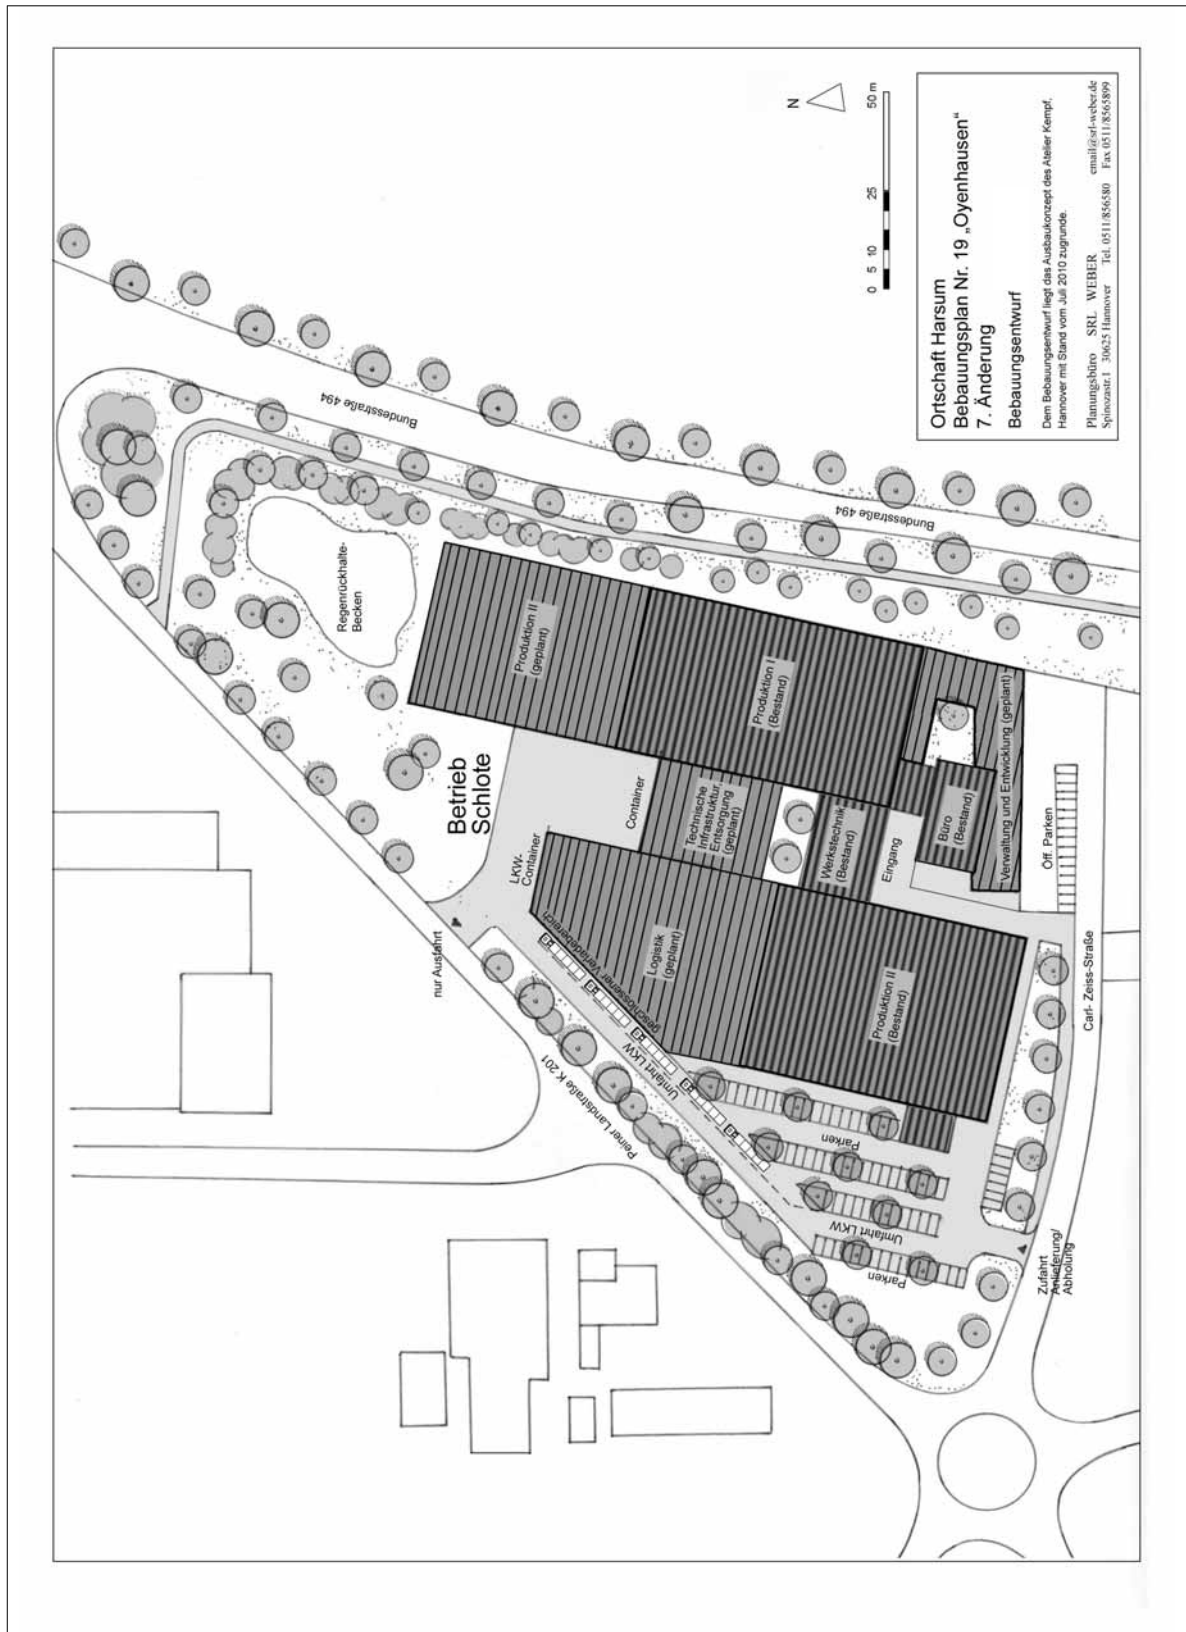 N
0 5 10 25 50 m
Ortschaft Harsum
Bebauungsplan Nr. 19 „Oyenhausen“
7. Änderung
Bebauungsentwurf
Dem Bebauungsentwurf liegt das Ausbaukonzept des Atelier Kempf,
Hannover mit Stand vom Juli 2010 zugrunde.
Planungsbüro SRL WEBER email@srl-weber.de
Spinozastr.1 30625 Hannover Tel. 0511/856580 Fax 0511/8565899
Bundesstraße 494
Bundesstraße 494
Regenrückhalte-
Becken
Produktion II
(geplant)
Produktion I
(Bestand)
Verwaltung und Entwicklung (geplant)
Betrieb
Schlote
Container
Technische
Infrastruktur
Entsorgung
(geplant)
Werkstechnik
(Bestand)
Eingang
Büro
(Bestand)
Öff. Parken
LKW-
Container
nur Ausfahrt
geschlossener Verladebereich
Logistik
(geplant)
Produktion II
(Bestand)
Carl- Zeiss-Straße
Umfahrt LKW
Peiner Landstraße K 201
Parken
Umfahrt LKW
Parken
Zufahrt
Anlieferung/
Abholung